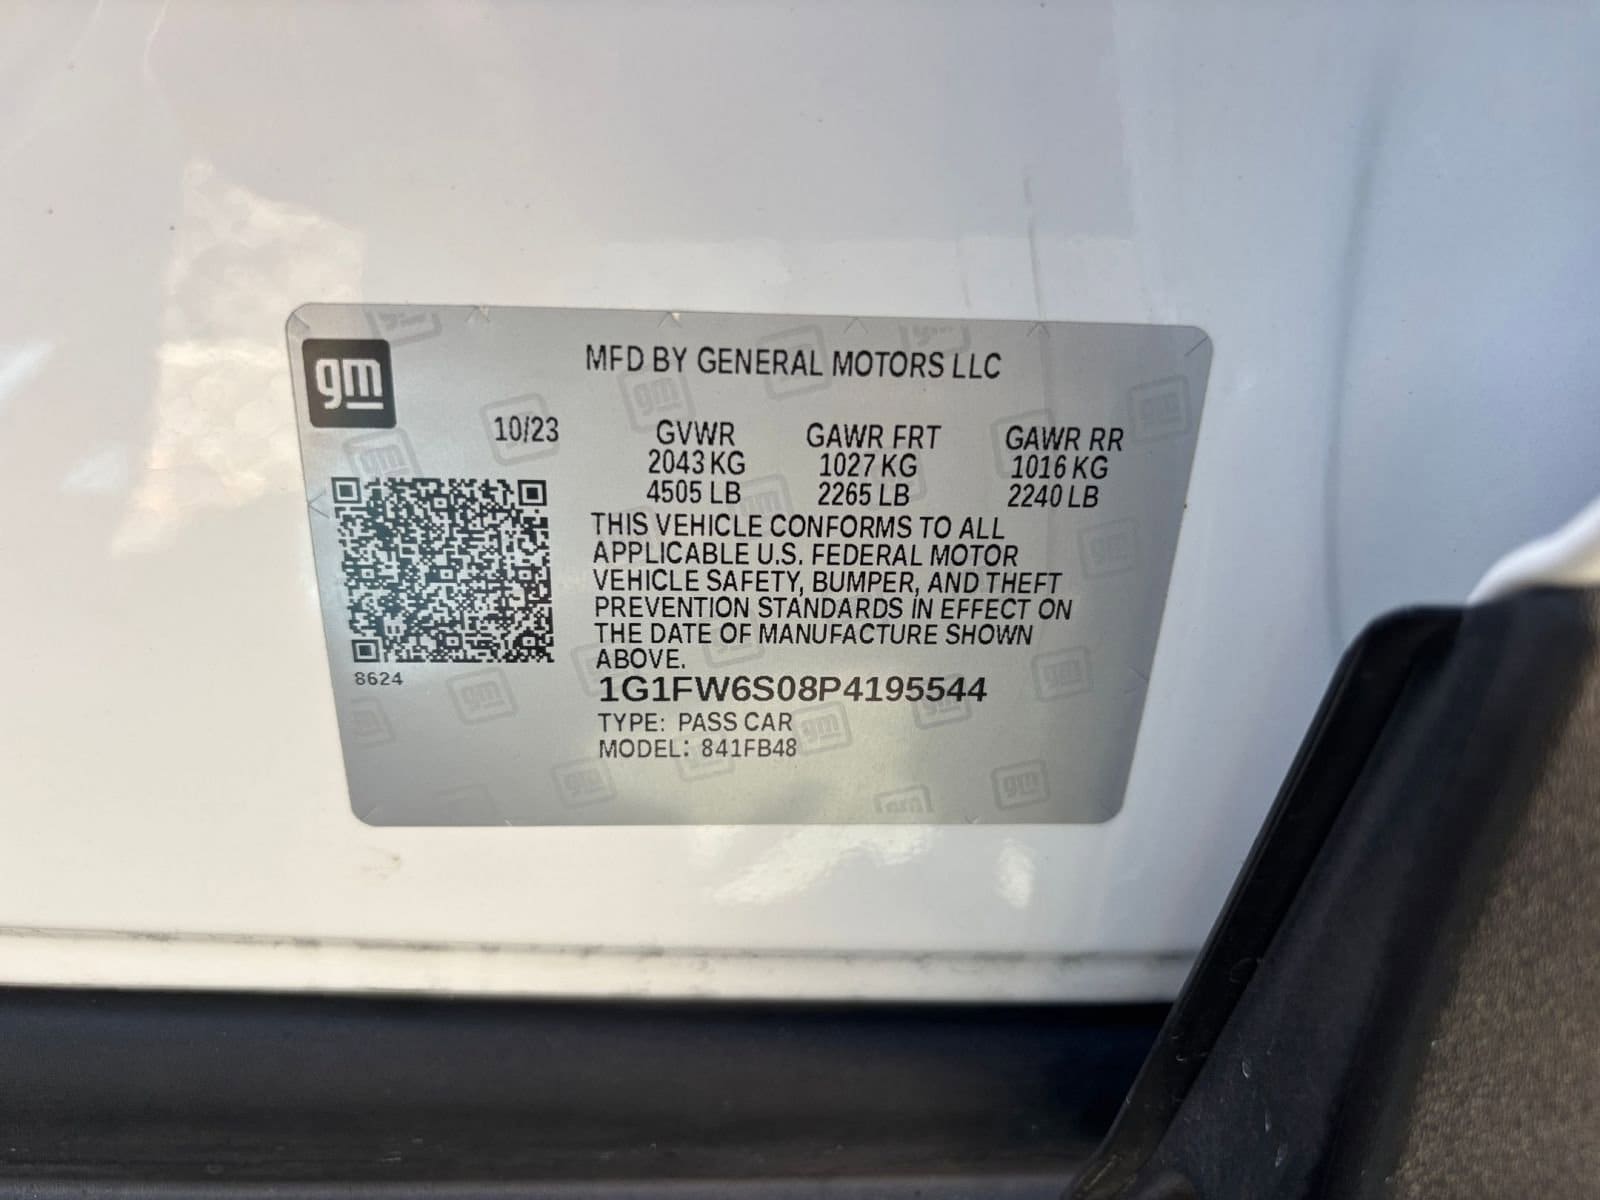 gm
MFD BY GENERAL MOTORS LLC
10/23
GVWR GAWR FRT GAWR RR
2043 KG 1027 KG 1016 KG
4505 LB 2265 LB 2240 LB
THIS VEHICLE CONFORMS TO ALL
APPLICABLE U.S. FEDERAL MOTOR
VEHICLE SAFETY, BUMPER, AND THEFT
PREVENTION STANDARDS IN EFFECT ON
THE DATE OF MANUFACTURE SHOWN
ABOVE.
8624
1G1FW6S08P4195544
TYPE: PASS CAR
MODEL: 841FB48